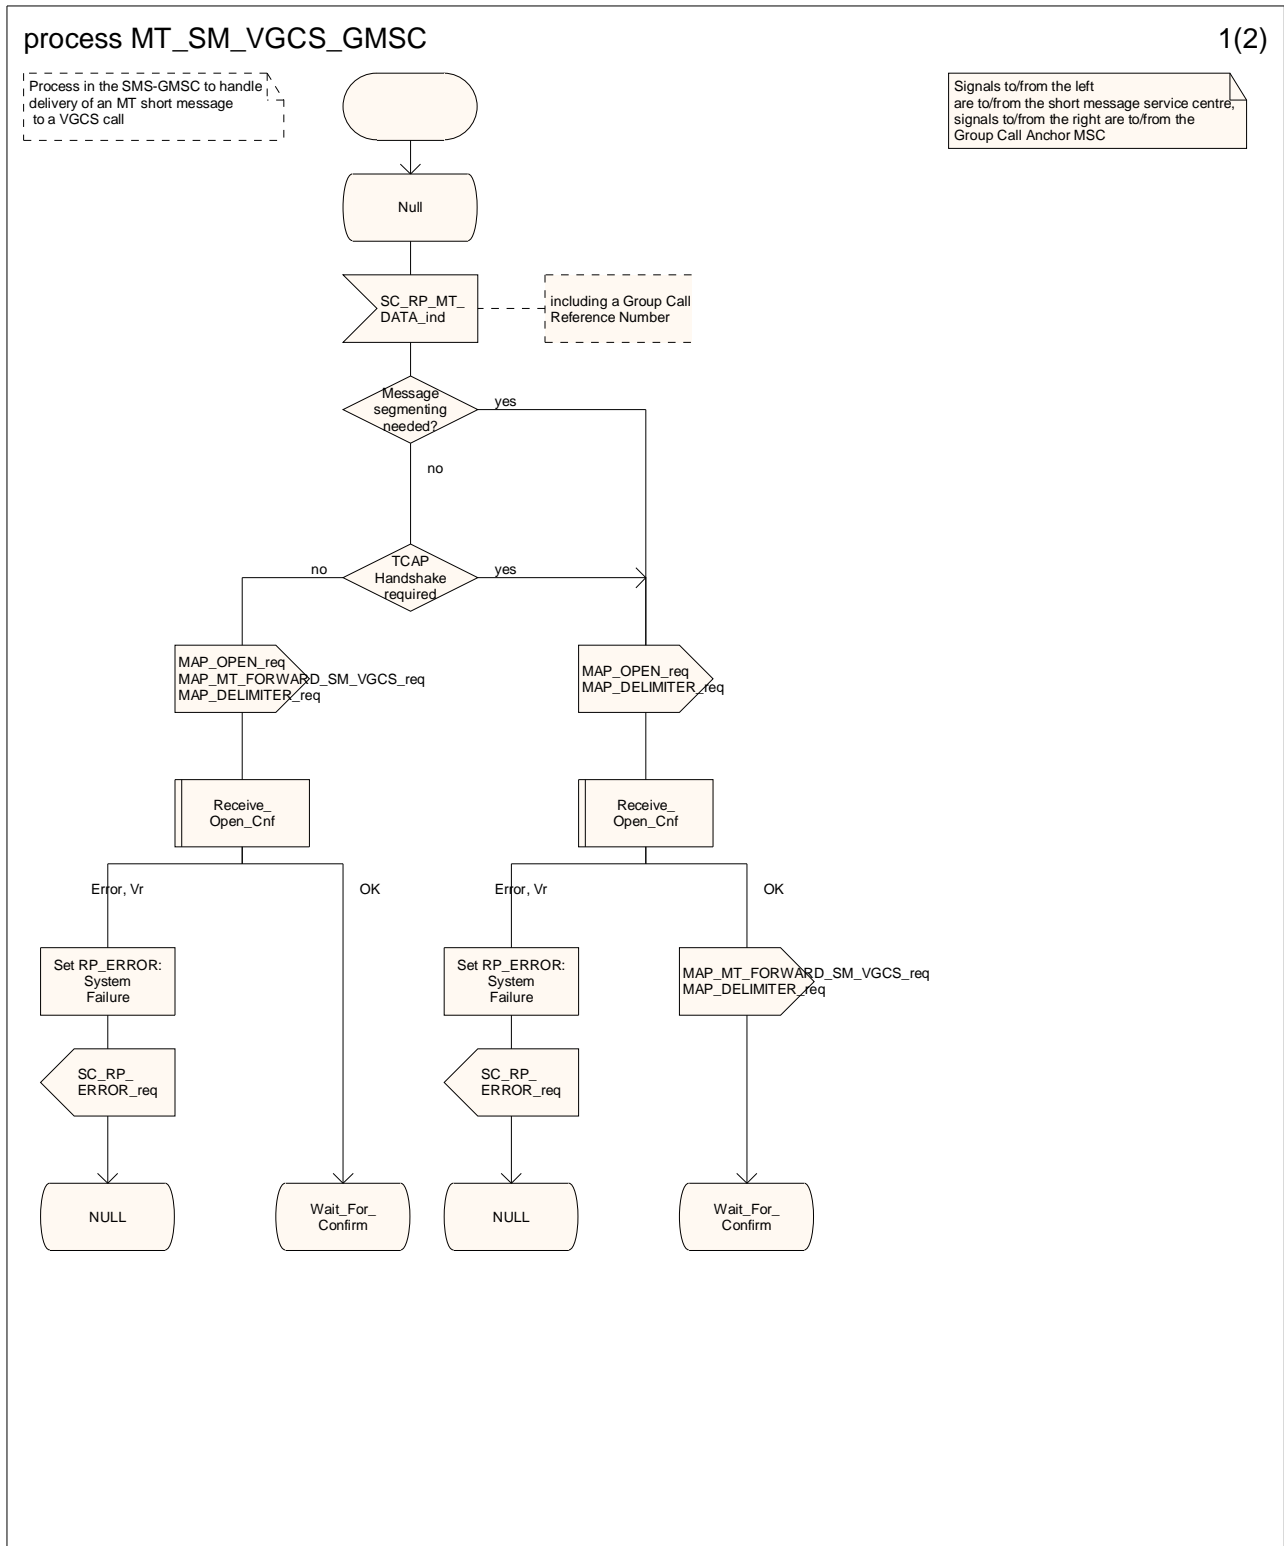 process MT_SM_VGCS_GMSC
1(2)
Process in the SMS-GMSC to handle
delivery of an MT short message
to a VGCS call
Signals to/from the left
are to/from the short message service centre,
signals to/from the right are to/from the
Group Call Anchor MSC
Null
SC_RP_MT_
DATA_ind
including a Group Call
Reference Number
Message
segmenting
needed?
yes
no
TCAP
Handshake
required
no
yes
MAP_OPEN_req
MAP_MT_FORWARD_SM_VGCS_req
MAP_DELIMITER_req
MAP_OPEN_req
MAP_DELIMITER_req
Receive_
Open_Cnf
Receive_
Open_Cnf
Error, Vr
OK
Error, Vr
OK
Set RP_ERROR:
System
Failure
Set RP_ERROR:
System
Failure
MAP_MT_FORWARD_SM_VGCS_req
MAP_DELIMITER_req
SC_RP_
ERROR_req
SC_RP_
ERROR_req
NULL
Wait_For_
Confirm
NULL
Wait_For_
Confirm